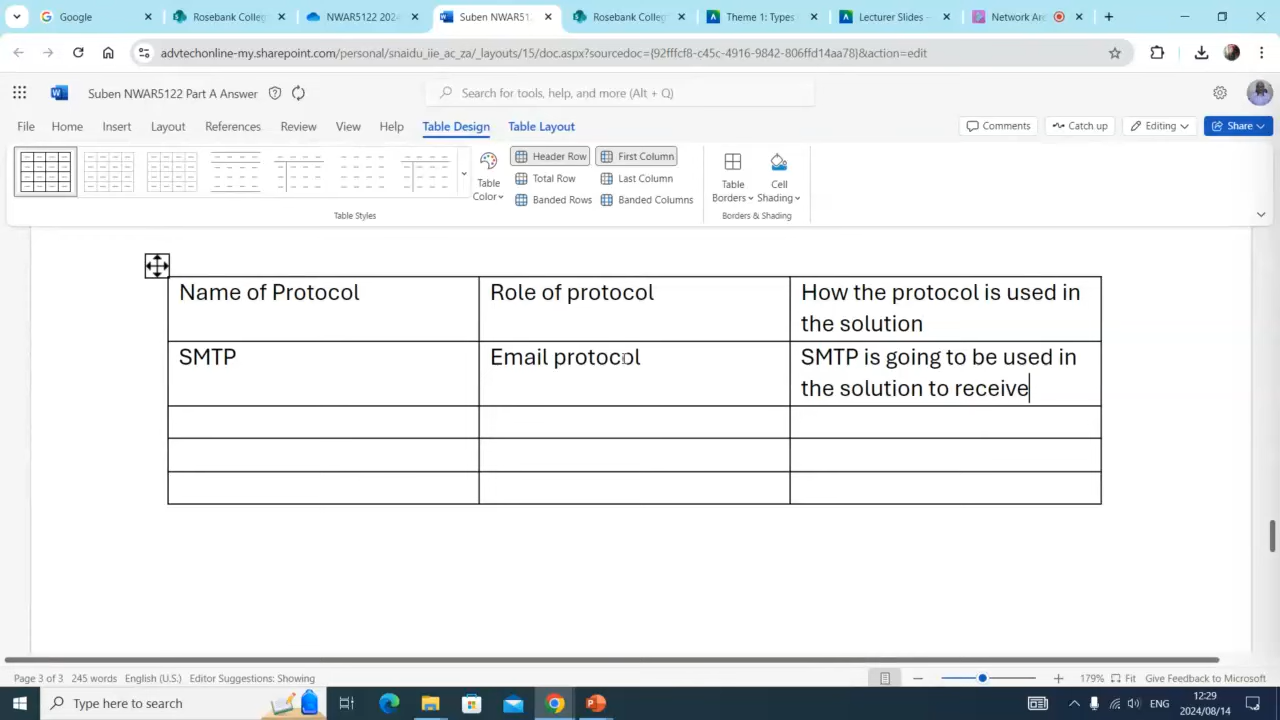 Google
Rosebank Colle
NWAR5122 202
Suben NWAR51
Rosebank Colle
Theme 1: Types
Lecturer Slides –
Network Arc
advtechonline-my.sharepoint.com/personal/snaidu_iie_ac_za/_layouts/15/doc.aspx?sourcedoc={92fffcf8-c45c-4916-9842-806ffd14aa78}&action=edit
Suben NWAR5122 Part A Answer
Search for tools, help, and more (Alt + Q)
File Home Insert Layout References Review View Help Table Design Table Layout
Comments Catch up Editing Share
Table Color
Header Row First Column
Total Row Last Column
Banded Rows Banded Columns
Table Borders
Cell Shading
Table Styles
Borders & Shading
Name of Protocol
Role of protocol
How the protocol is used in
the solution
SMTP
Email protocol
SMTP is going to be used in
the solution to receive
Page 3 of 3 245 words English (U.S.) Editor Suggestions: Showing
179% Fit Give Feedback to Microsoft
Type here to search
ENG
12:29
2024/08/14